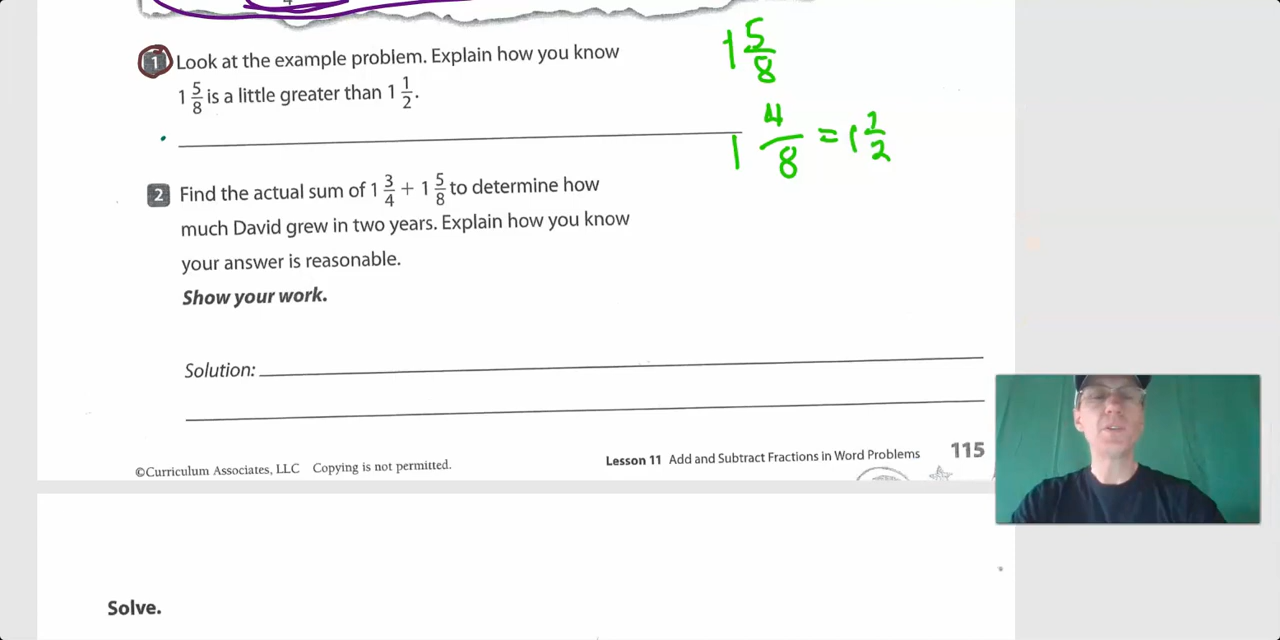 4
1 Look at the example problem. Explain how you know
1 5/8 is a little greater than 1 1/2.
1 5/8
1 4/8 = 1 1/2
2 Find the actual sum of 1 3/4 + 1 5/8 to determine how
much David grew in two years. Explain how you know
your answer is reasonable.
Show your work.
Solution:
©Curriculum Associates, LLC Copying is not permitted.
Lesson 11 Add and Subtract Fractions in Word Problems 115
Solve.